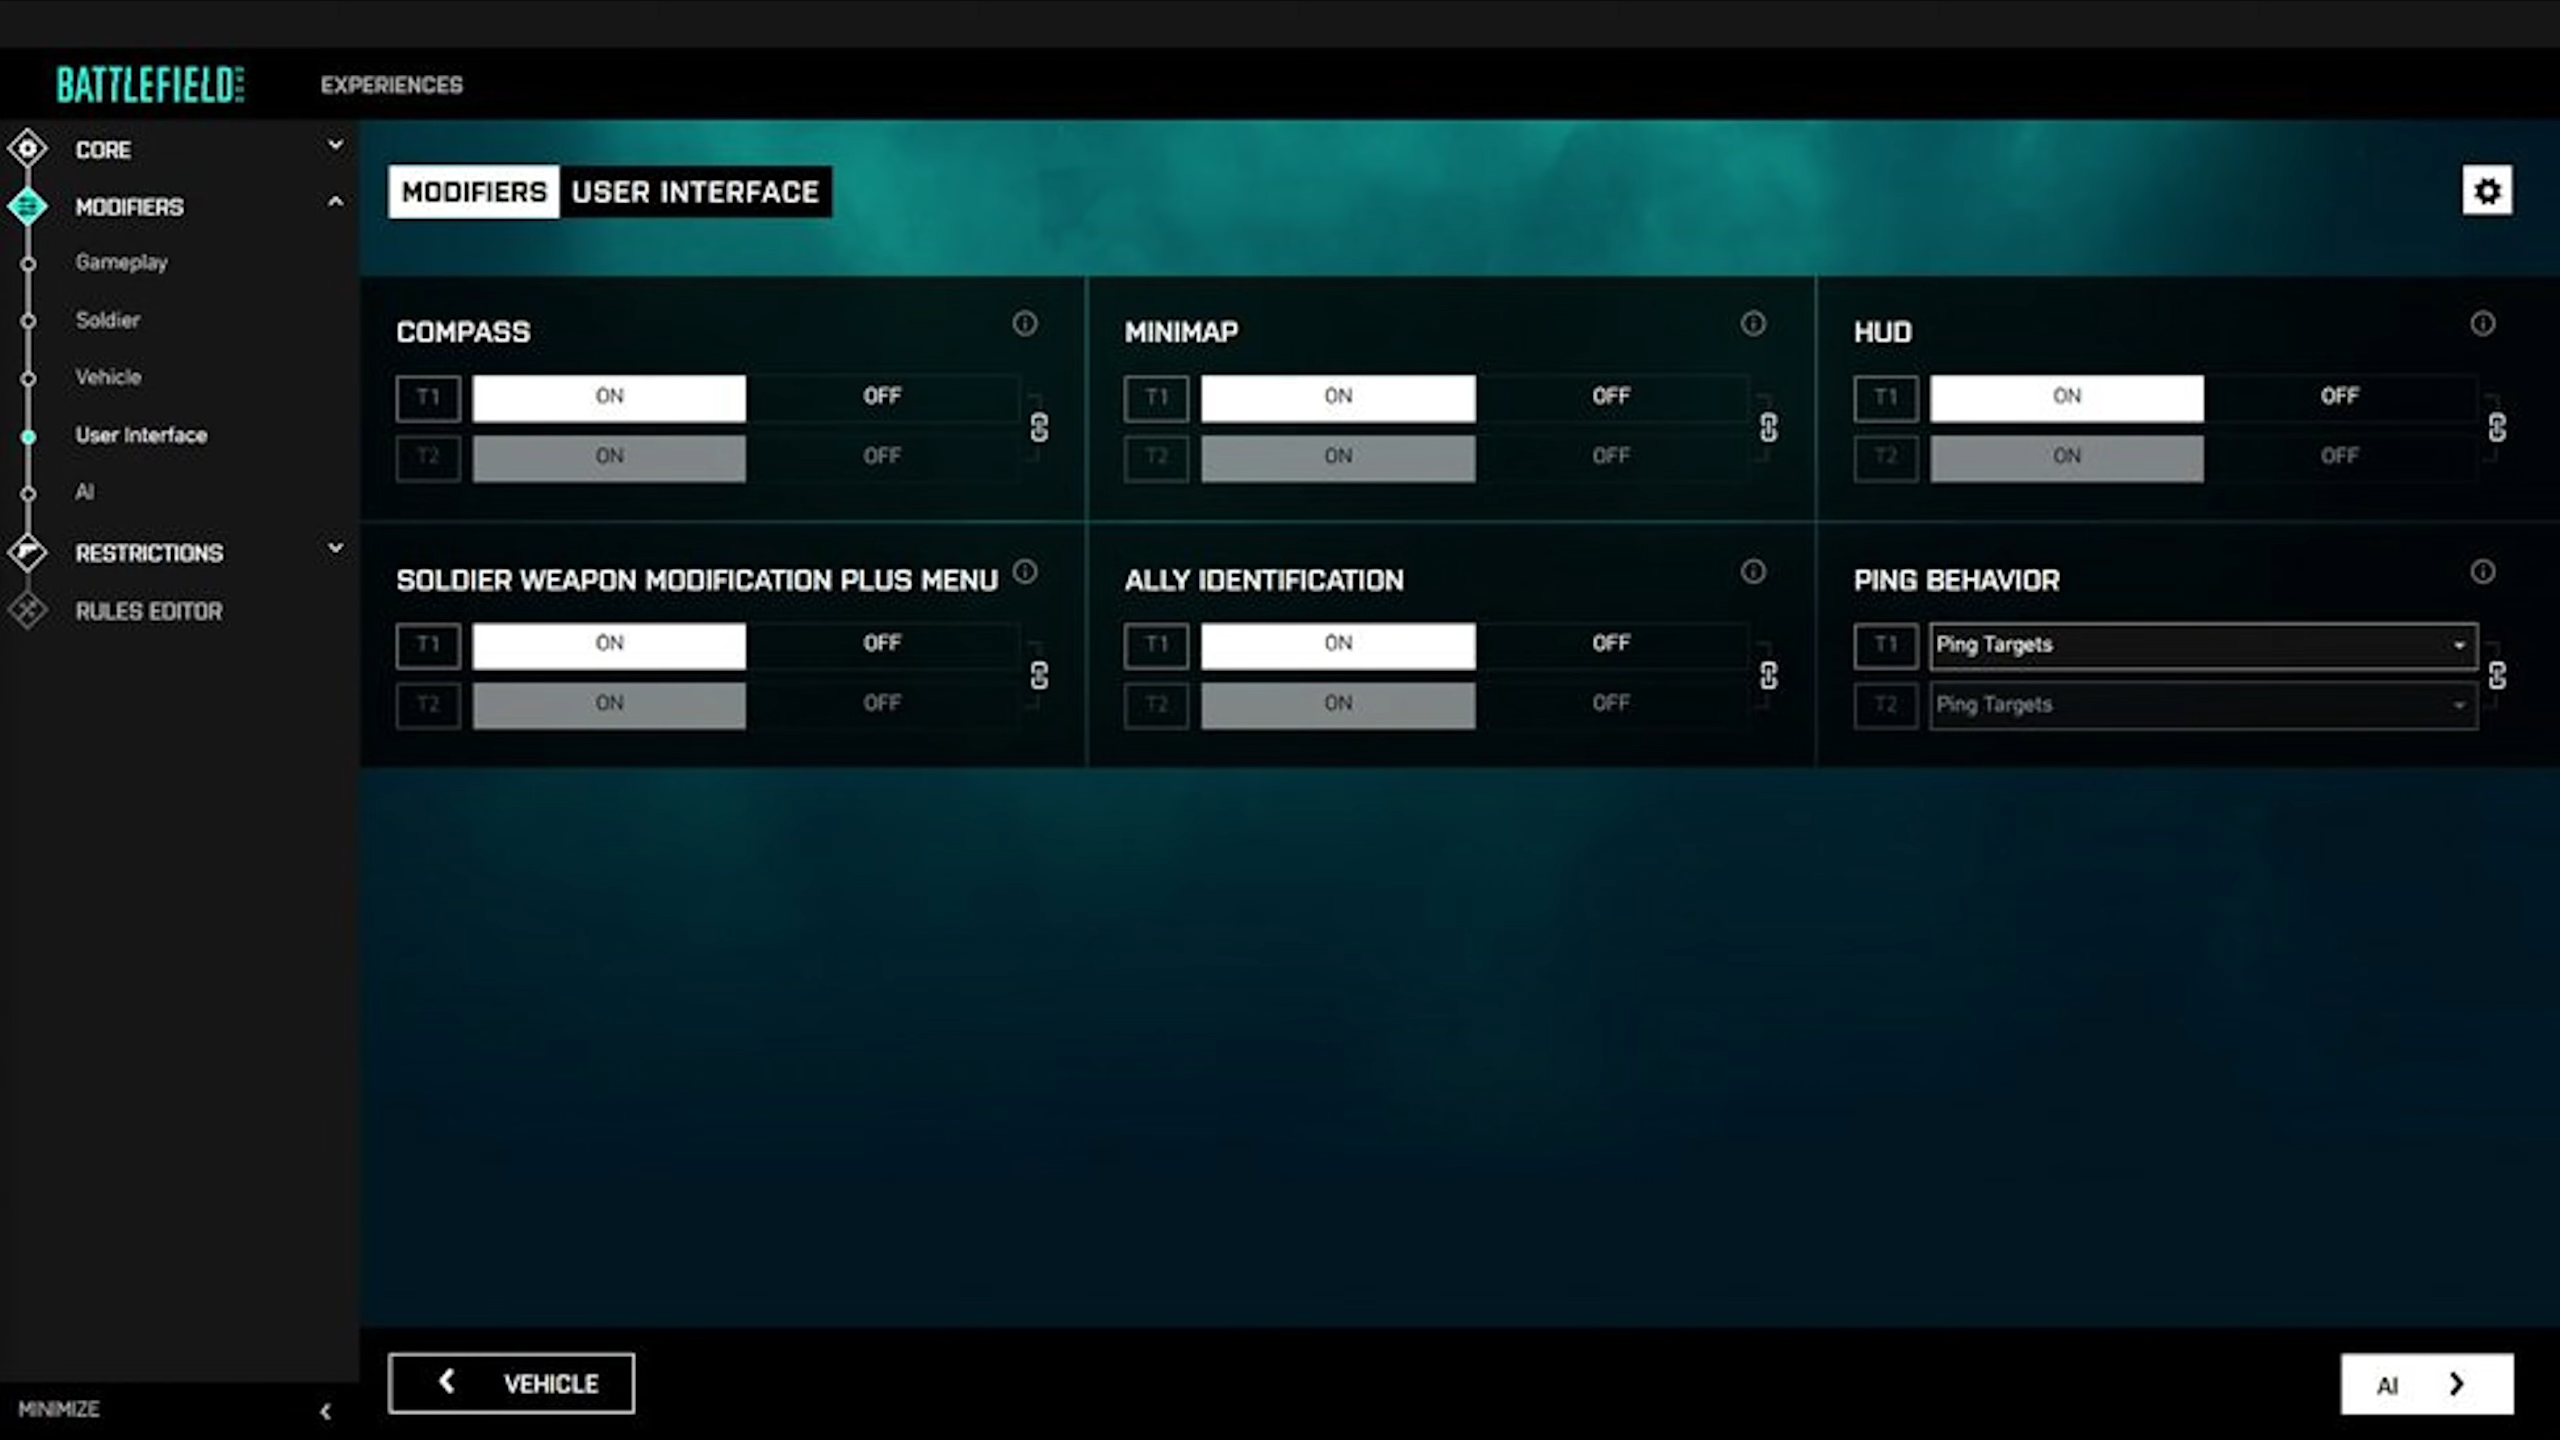 BATTLEFIELD
EXPERIENCES
CORE
MODIFIERS
Gameplay
Soldier
Vehicle
User Interface
AI
RESTRICTIONS
RULES EDITOR
MINIMIZE
MODIFIERS USER INTERFACE
COMPASS
T1 ON OFF
T2 ON OFF
MINIMAP
T1 ON OFF
T2 ON OFF
HUD
T1 ON OFF
T2 ON OFF
SOLDIER WEAPON MODIFICATION PLUS MENU
T1 ON OFF
T2 ON OFF
ALLY IDENTIFICATION
T1 ON OFF
T2 ON OFF
PING BEHAVIOR
T1 Ping Targets
T2 Ping Targets
VEHICLE
AI